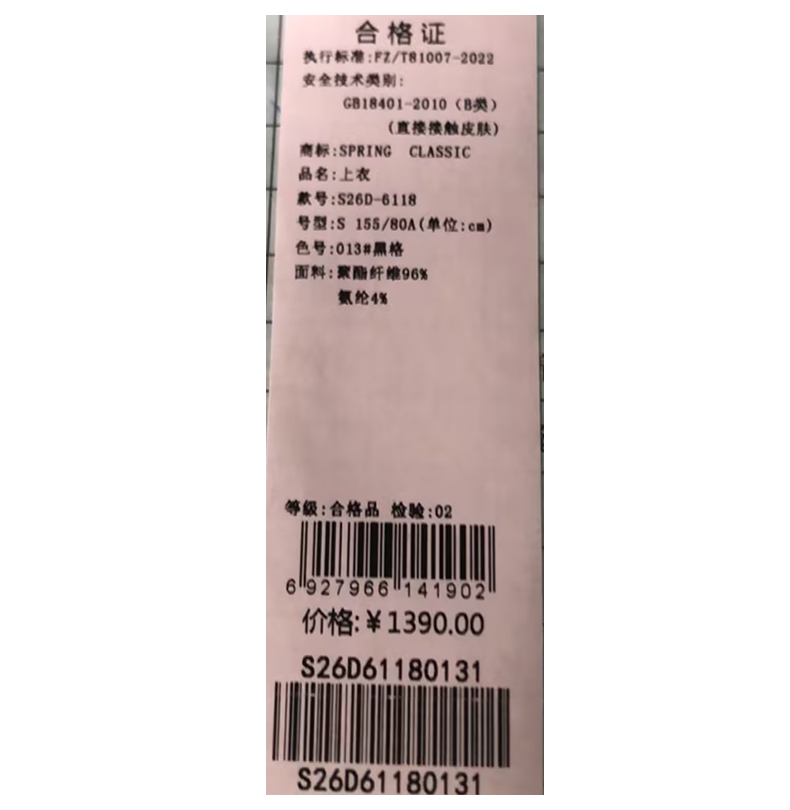 合格证
执行标准:FZ/T81007-2022
安全技术类别:
GB18401-2010（B类）
(直接接触皮肤)
商标:SPRING CLASSIC
品名:上衣
款号:S26D-6118
号型:S 155/80A(单位:cm)
色号:013#黑格
面料:聚酯纤维96%
氨纶4%
等级:合格品 检验:02
6 927966 141902
价格:￥1390.00
S26D61180131
S26D61180131